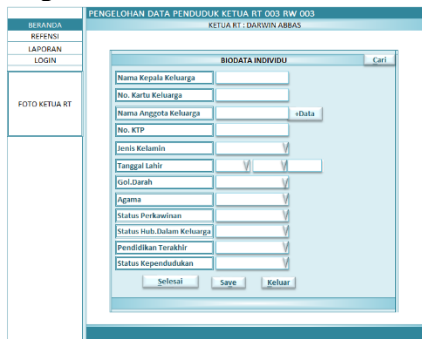 PENGELOHAN DATA PENDUDUK KETUA RT 003 RW 003
BERANDA
KETUA RT : DARWIN ABBAS
REFENSI
LAPORAN
LOGIN
FOTO KETUA RT
BIODATA INDIVIDU
Cari
Nama Kepala Keluarga
No. Kartu Keluarga
Nama Anggota Keluarga
+Data
No. KTP
Jenis Kelamin
Tanggal Lahir
Gol.Darah
Agama
Status Perkawinan
Status Hub.Dalam Keluarga
Pendidikan Terakhir
Status Kependudukan
Selesai Save Keluar